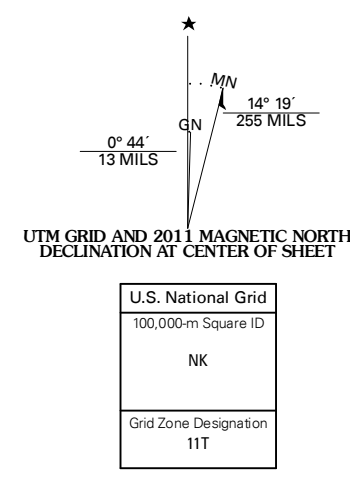 ★
MN
GN
14° 19´
255 MILS
0° 44´
13 MILS
UTM GRID AND 2011 MAGNETIC NORTH
DECLINATION AT CENTER OF SHEET
U.S. National Grid
100,000-m Square ID
NK
Grid Zone Designation
11T